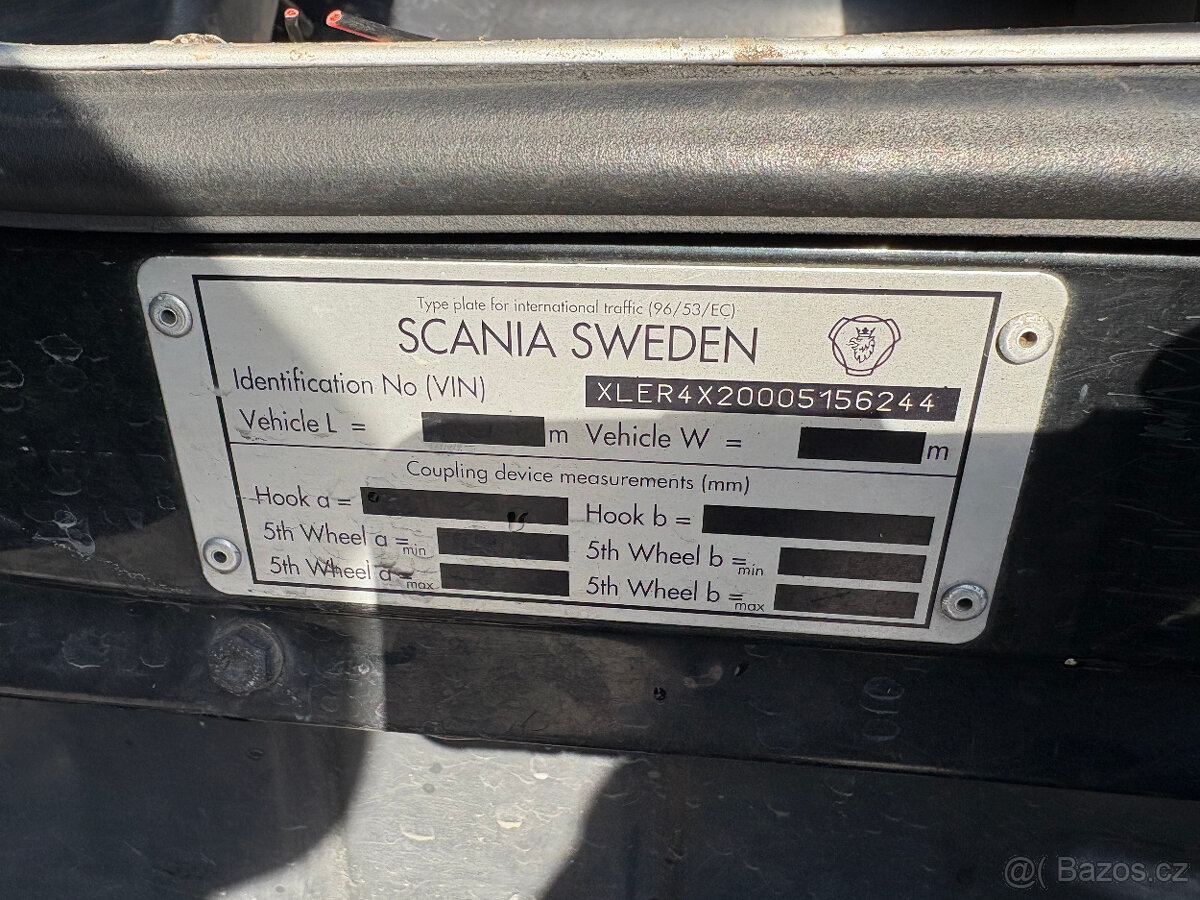 Type plate for international traffic (96/53/EC)
SCANIA SWEDEN
Identification No (VIN) XLER4X20005156244
Vehicle L = m Vehicle W = m
Coupling device measurements (mm)
Hook a = Hook b =
5th Wheel a = min 5th Wheel b = min
5th Wheel a = max 5th Wheel b = max
@( Bazos.cz